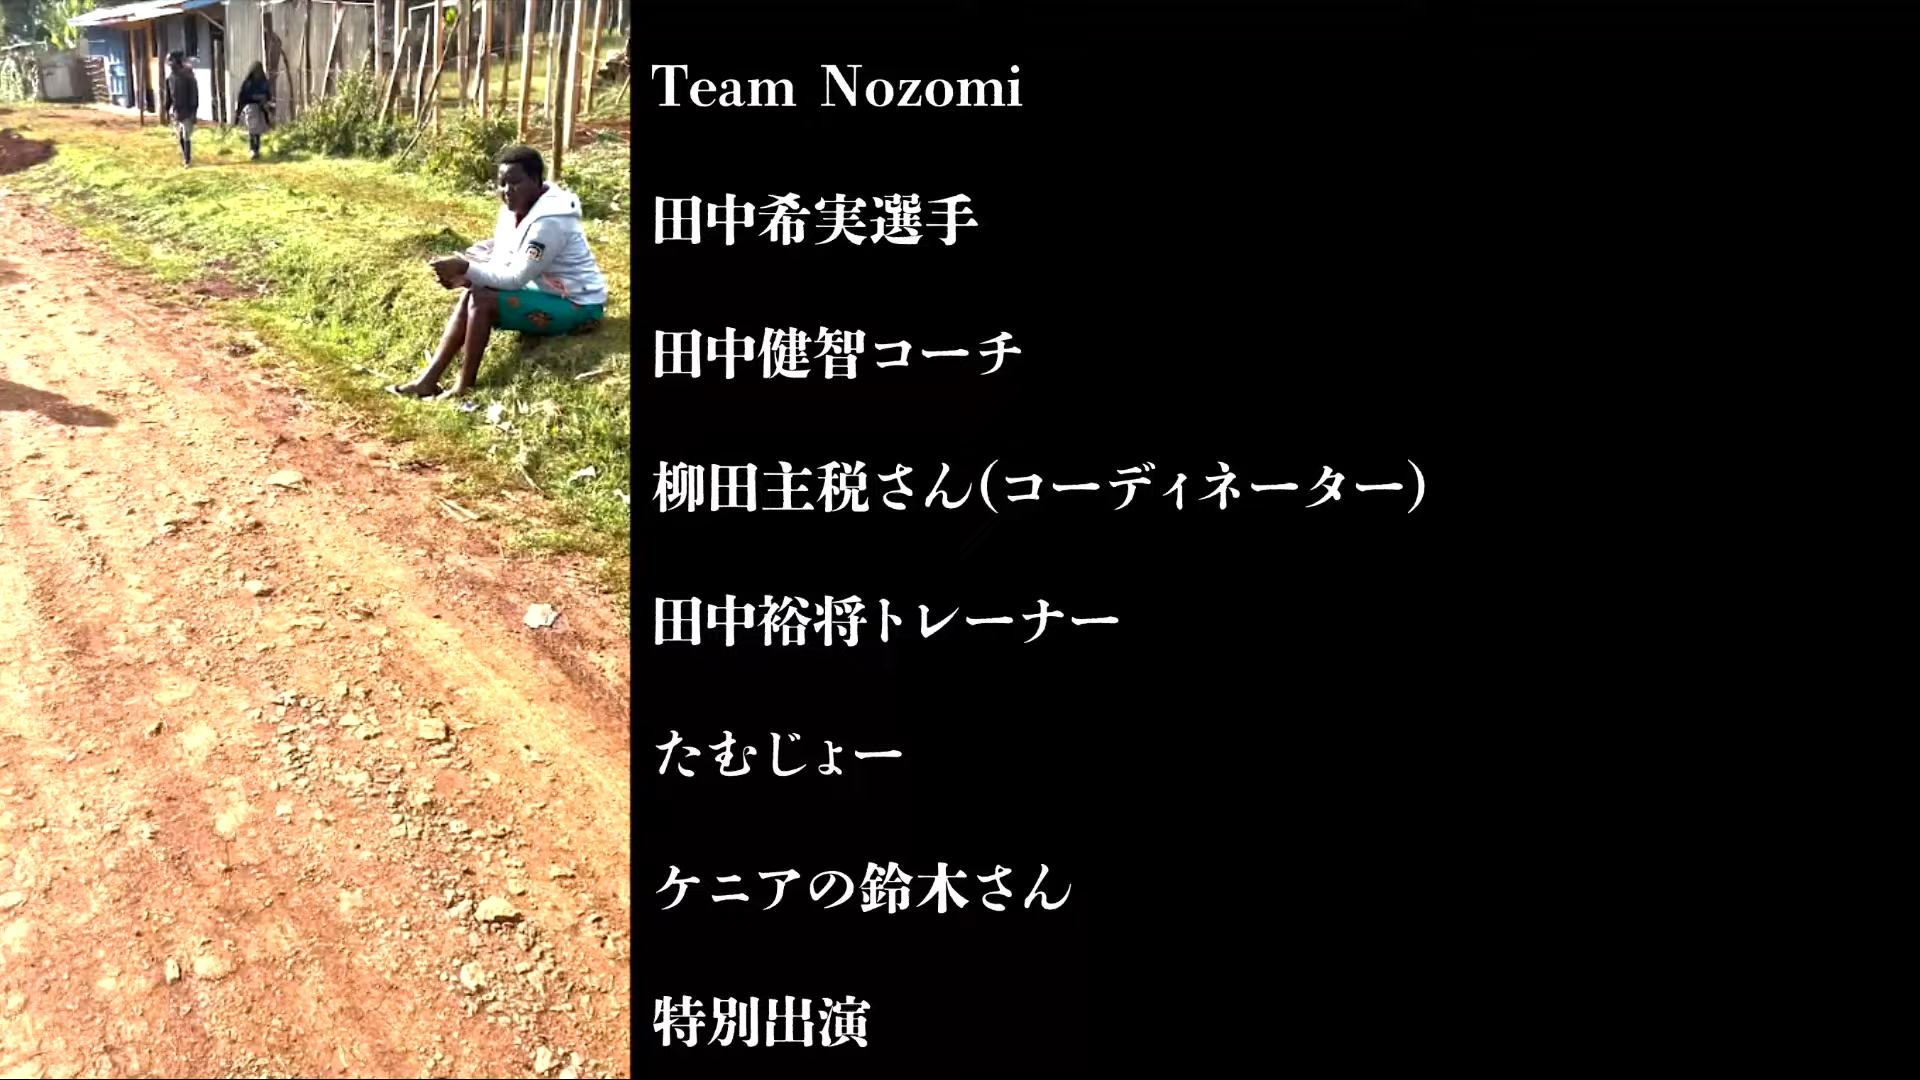 Team Nozomi
田中希実選手
田中健智コーチ
柳田主税さん(コーディネーター)
田中裕将トレーナー
たむじょー
ケニアの鈴木さん
特別出演